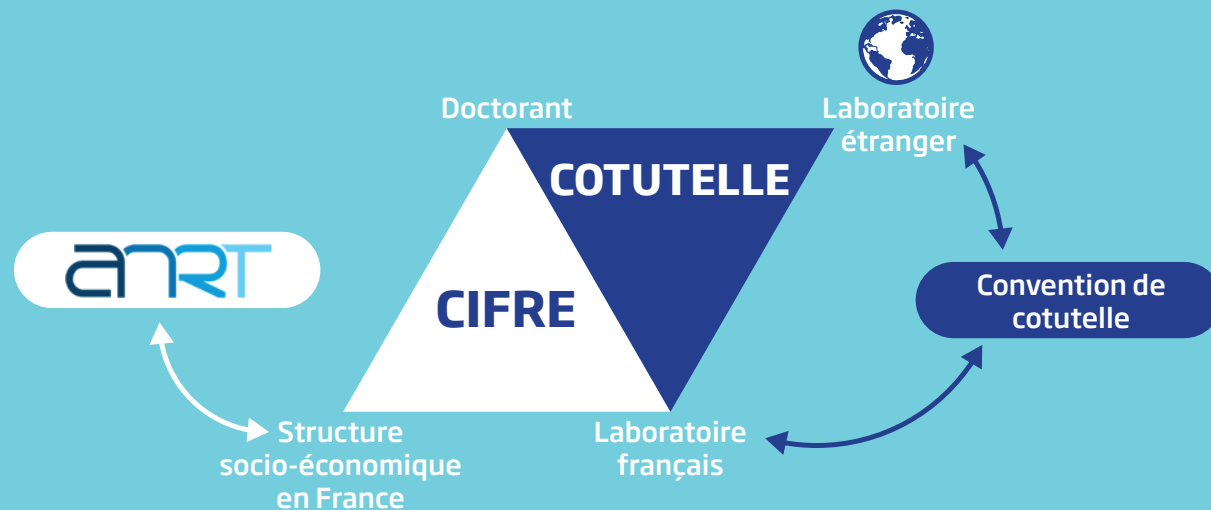 Doctorant
Laboratoire
étranger
COTUTELLE
anrt
CIFRE
Convention de
cotutelle
Structure
socio-économique
en France
Laboratoire
français